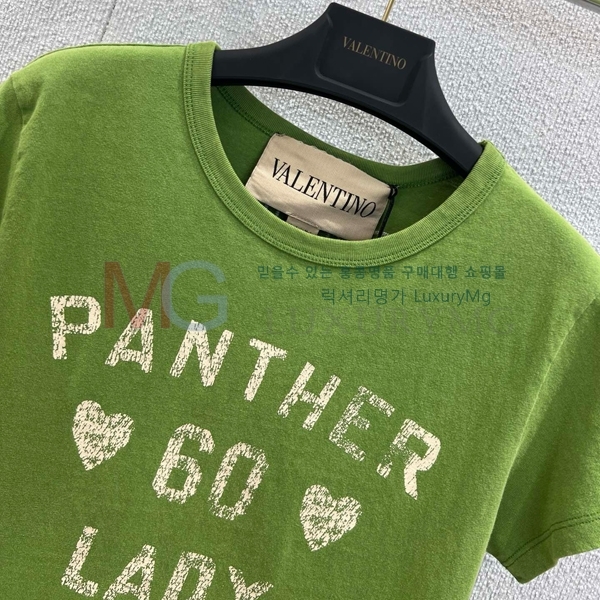 VALENTINO
VALENTINO
믿을수 있는 홍콩명품 구매대행 쇼핑몰
럭셔리명가 LuxuryMg
MG
PANTHER
60
LADY